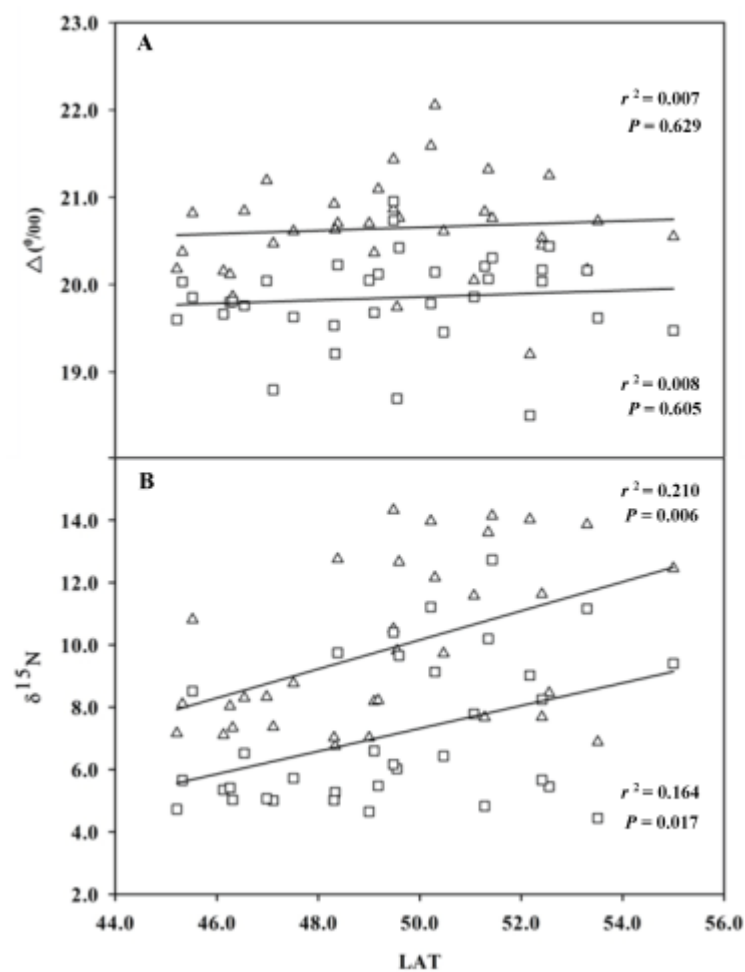 23.0
A
r² = 0.007
22.0
P = 0.629
21.0
Δ (⁰/00)
20.0
19.0
r² = 0.008
P = 0.605
B
r² = 0.210
14.0
P = 0.006
12.0
10.0
δ¹⁵N
8.0
6.0
r² = 0.164
4.0
P = 0.017
2.0
44.0 46.0 48.0 50.0 52.0 54.0 56.0
LAT